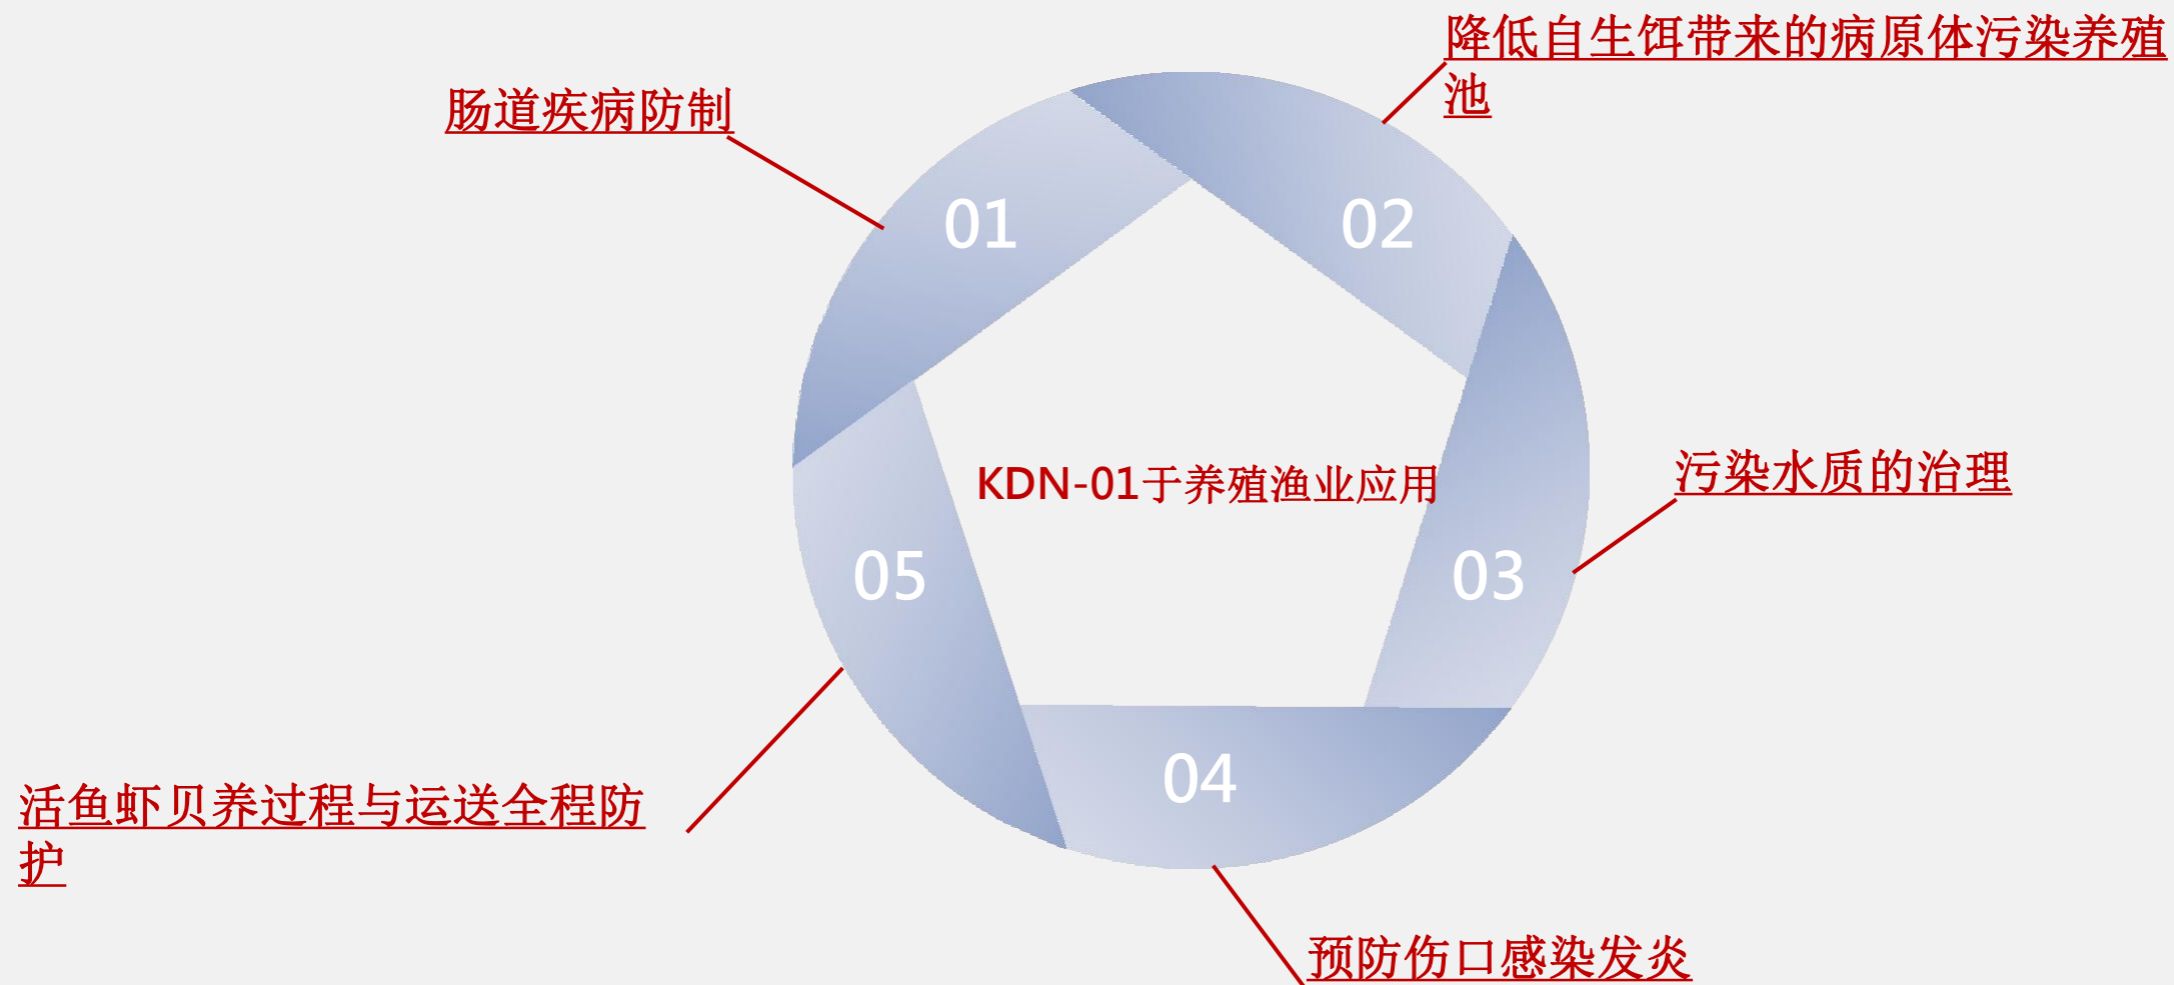 降低自生饵带来的病原体污染养殖
池
肠道疾病防制
01
02
KDN-01于养殖渔业应用
污染水质的治理
05
03
04
活鱼虾贝养过程与运送全程防
护
预防伤口感染发炎